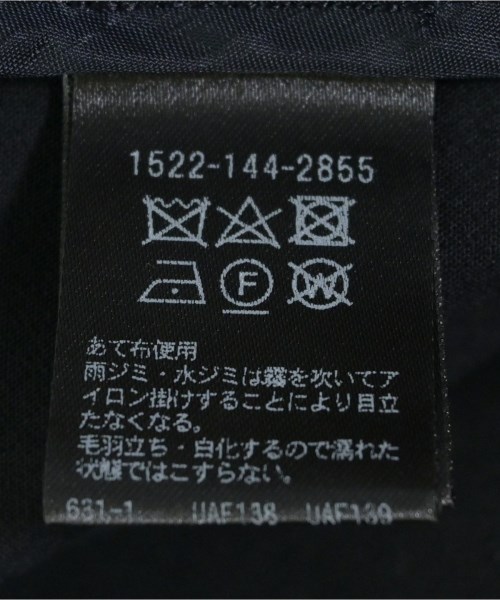 1522-144-2855
F W
あて布使用
雨ジミ・水ジミは霧を吹いてア
イロン掛けすることにより目立
たなくなる。
毛羽立ち・白化するので濡れた
状態ではこすらない。
631-1 UAF138 UAF139